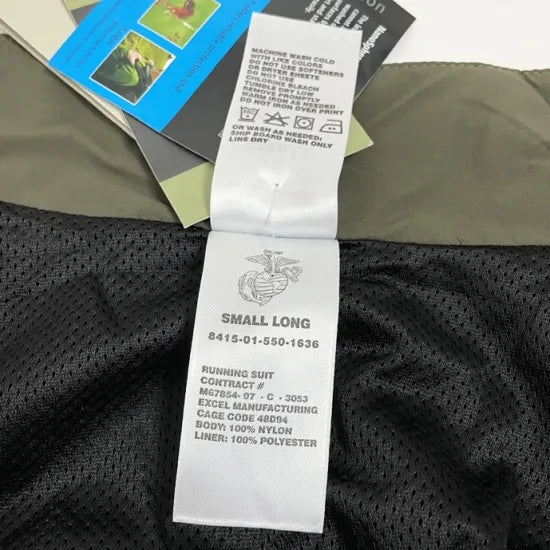 MACHINE WASH COLD
WITH LIKE COLORS
DO NOT USE SOFTENERS
OR DRYER SHEETS
DO NOT USE
CHLORINE BLEACH
TUMBLE DRY LOW
REMOVE PROMPTLY
WARM IRON AS NEEDED
DO NOT IRON OVER PRINT
OR WASH AS NEEDED:
SHIP BOARD WASH ONLY
LINE DRY
SMALL LONG
8415-01-550-1636
RUNNING SUIT
CONTRACT #
M67854-07-C-3053
EXCEL MANUFACTURING
CAGE CODE 48D94
BODY: 100% NYLON
LINER: 100% POLYESTER